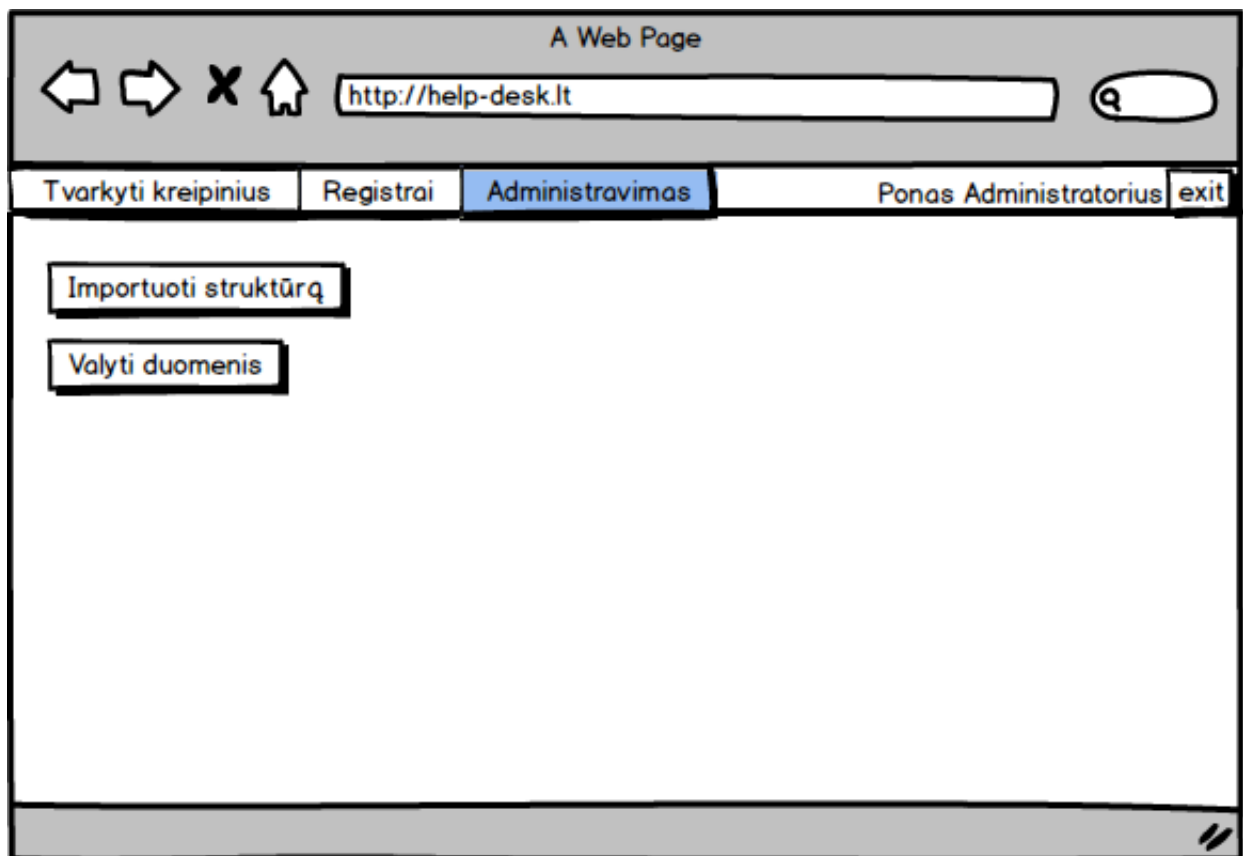 A Web Page
http://help-desk.lt
Tvarkyti kreipinius Registrai Administravimas Ponas Administratorius exit
Importuoti struktūrą
Valyti duomenis